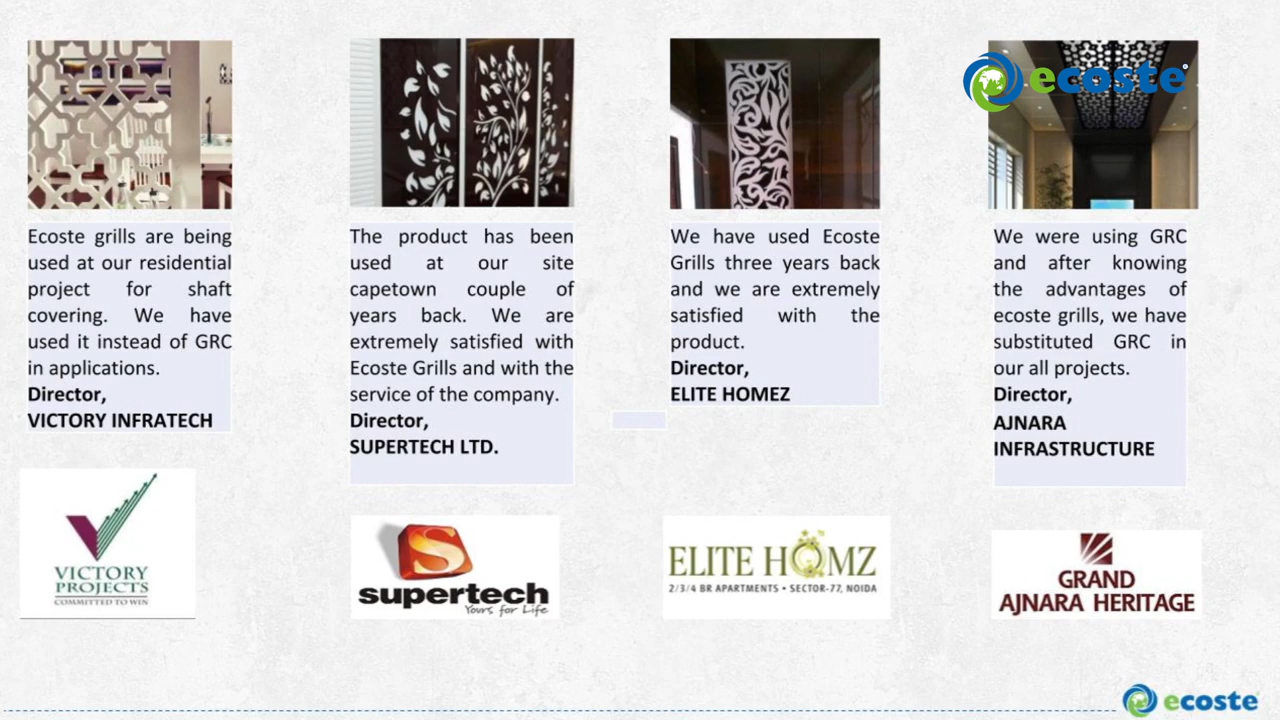 ecoste
Ecoste grills are being
used at our residential
project for shaft
covering. We have
used it instead of GRC
in applications.
Director,
VICTORY INFRATECH
VICTORY
PROJECTS
COMMITTED TO WIN
The product has been
used at our site
capetown couple of
years back. We are
extremely satisfied with
Ecoste Grills and with the
service of the company.
Director,
SUPERTECH LTD.
S
supertech
Yours for Life
We have used Ecoste
Grills three years back
and we are extremely
satisfied with the
product.
Director,
ELITE HOMEZ
ELITE HOMZ
2/3/4 BR APARTMENTS • SECTOR-77, NOIDA
We were using GRC
and after knowing
the advantages of
ecoste grills, we have
substituted GRC in
our all projects.
Director,
AJNARA
INFRASTRUCTURE
GRAND
AJNARA HERITAGE
ecoste